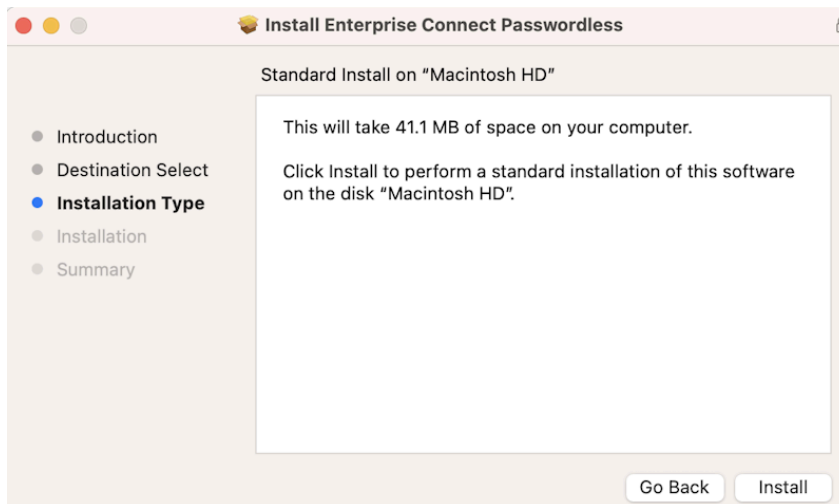 Install Enterprise Connect Passwordless
Standard Install on “Macintosh HD”
Introduction
Destination Select
Installation Type
Installation
Summary
This will take 41.1 MB of space on your computer.
Click Install to perform a standard installation of this software
on the disk “Macintosh HD”.
Go Back
Install